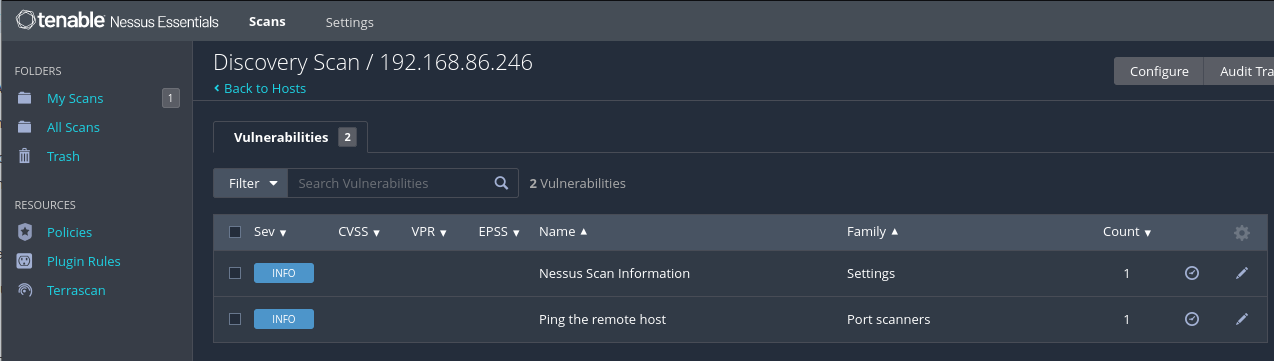 tenable Nessus Essentials Scans Settings
FOLDERS
My Scans 1
All Scans
Trash
RESOURCES
Policies
Plugin Rules
Terrascan
Discovery Scan / 192.168.86.246
Back to Hosts
Configure Audit Tra
Vulnerabilities 2
Filter Search Vulnerabilities 2 Vulnerabilities
Sev CVSS VPR EPSS Name Family Count
INFO Nessus Scan Information Settings 1
INFO Ping the remote host Port scanners 1